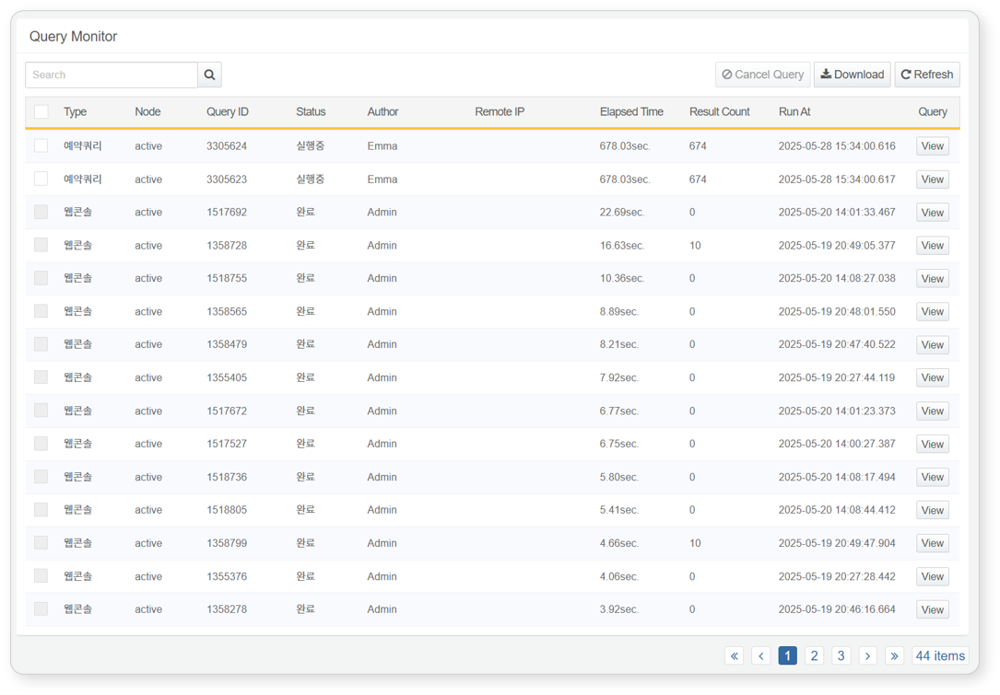 Query Monitor
Search Cancel Query Download Refresh
Type Node Query ID Status Author Remote IP Elapsed Time Result Count Run At Query
예약쿼리 active 3305624 실행중 Emma 678.03sec. 674 2025-05-28 15:34:00.616 View
예약쿼리 active 3305623 실행중 Emma 678.03sec. 674 2025-05-28 15:34:00.617 View
웹콘솔 active 1517692 완료 Admin 22.69sec. 0 2025-05-20 14:01:33.467 View
웹콘솔 active 1358728 완료 Admin 16.63sec. 10 2025-05-19 20:49:05.377 View
웹콘솔 active 1518755 완료 Admin 10.36sec. 0 2025-05-20 14:08:27.038 View
웹콘솔 active 1358565 완료 Admin 8.89sec. 0 2025-05-19 20:48:01.550 View
웹콘솔 active 1358479 완료 Admin 8.21sec. 0 2025-05-19 20:47:40.522 View
웹콘솔 active 1355405 완료 Admin 7.92sec. 0 2025-05-19 20:27:44.119 View
웹콘솔 active 1517672 완료 Admin 6.77sec. 0 2025-05-20 14:01:23.373 View
웹콘솔 active 1517527 완료 Admin 6.75sec. 0 2025-05-20 14:00:27.387 View
웹콘솔 active 1518736 완료 Admin 5.80sec. 0 2025-05-20 14:08:17.494 View
웹콘솔 active 1518805 완료 Admin 5.41sec. 0 2025-05-20 14:08:44.412 View
웹콘솔 active 1358799 완료 Admin 4.66sec. 10 2025-05-19 20:49:47.904 View
웹콘솔 active 1355376 완료 Admin 4.06sec. 0 2025-05-19 20:27:28.442 View
웹콘솔 active 1358278 완료 Admin 3.92sec. 0 2025-05-19 20:46:16.664 View
« ‹ 1 2 3 › » 44 items